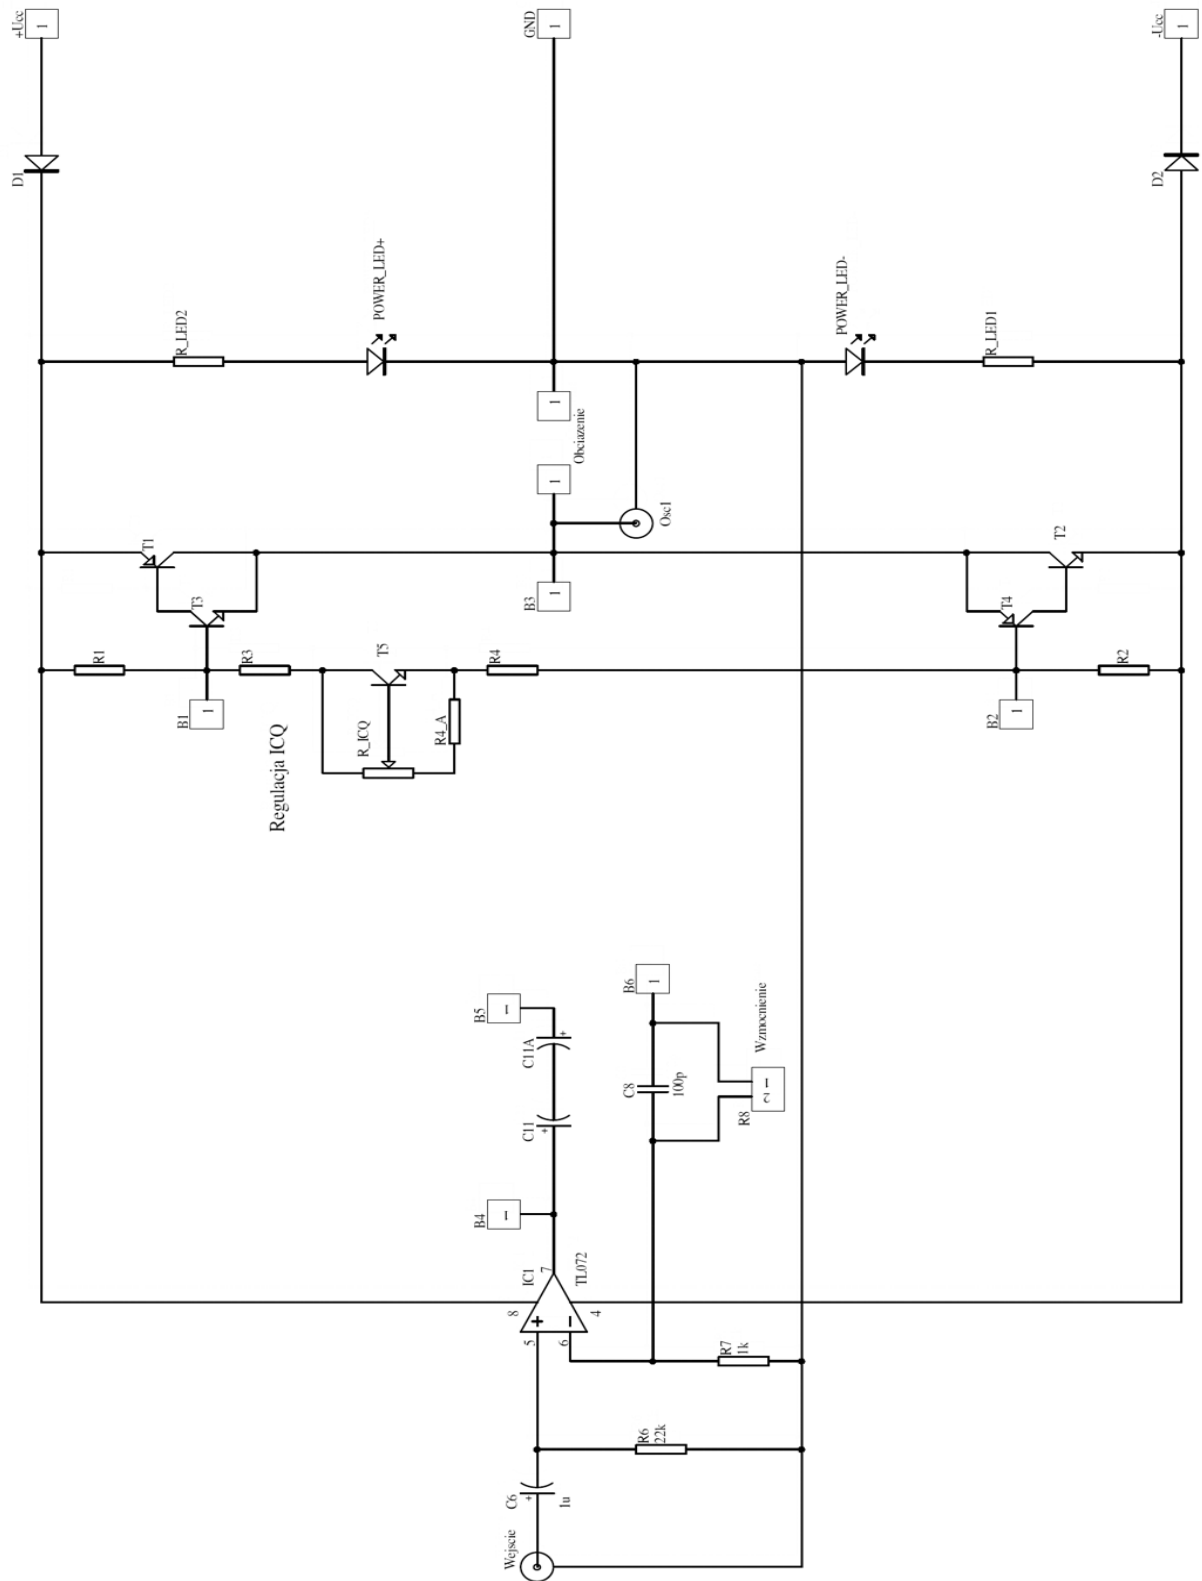 +Ucc
1
GND
1
-Ucc
1
D1
D2
R_LED2
POWER_LED+
POWER_LED-
R_LED1
1
Obciazenie
1
Osc1
T1
T3
B3
1
T2
T4
R1
B1
1
R3
T5
R4
R_ICQ
R4_A
Regulacja ICQ
B2
1
R2
B5
1
C11A
+
C11
+
B4
1
B6
1
C8
100p
Wzmocnienie
R8
1
2
IC1
TL072
8
7
4
5
6
+
-
R7
1k
R6
22k
C6
+
1u
Wejscie